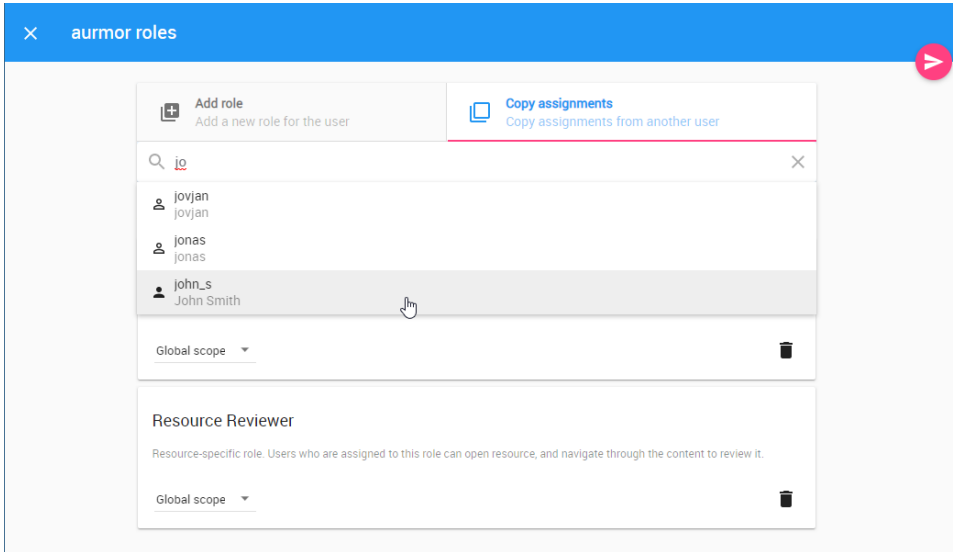 aurmor roles
Add role
Add a new role for the user
Copy assignments
Copy assignments from another user
jo
jovjan
jovjan
jonas
jonas
john_s
John Smith
Global scope
Resource Reviewer
Resource-specific role. Users who are assigned to this role can open resource, and navigate through the content to review it.
Global scope